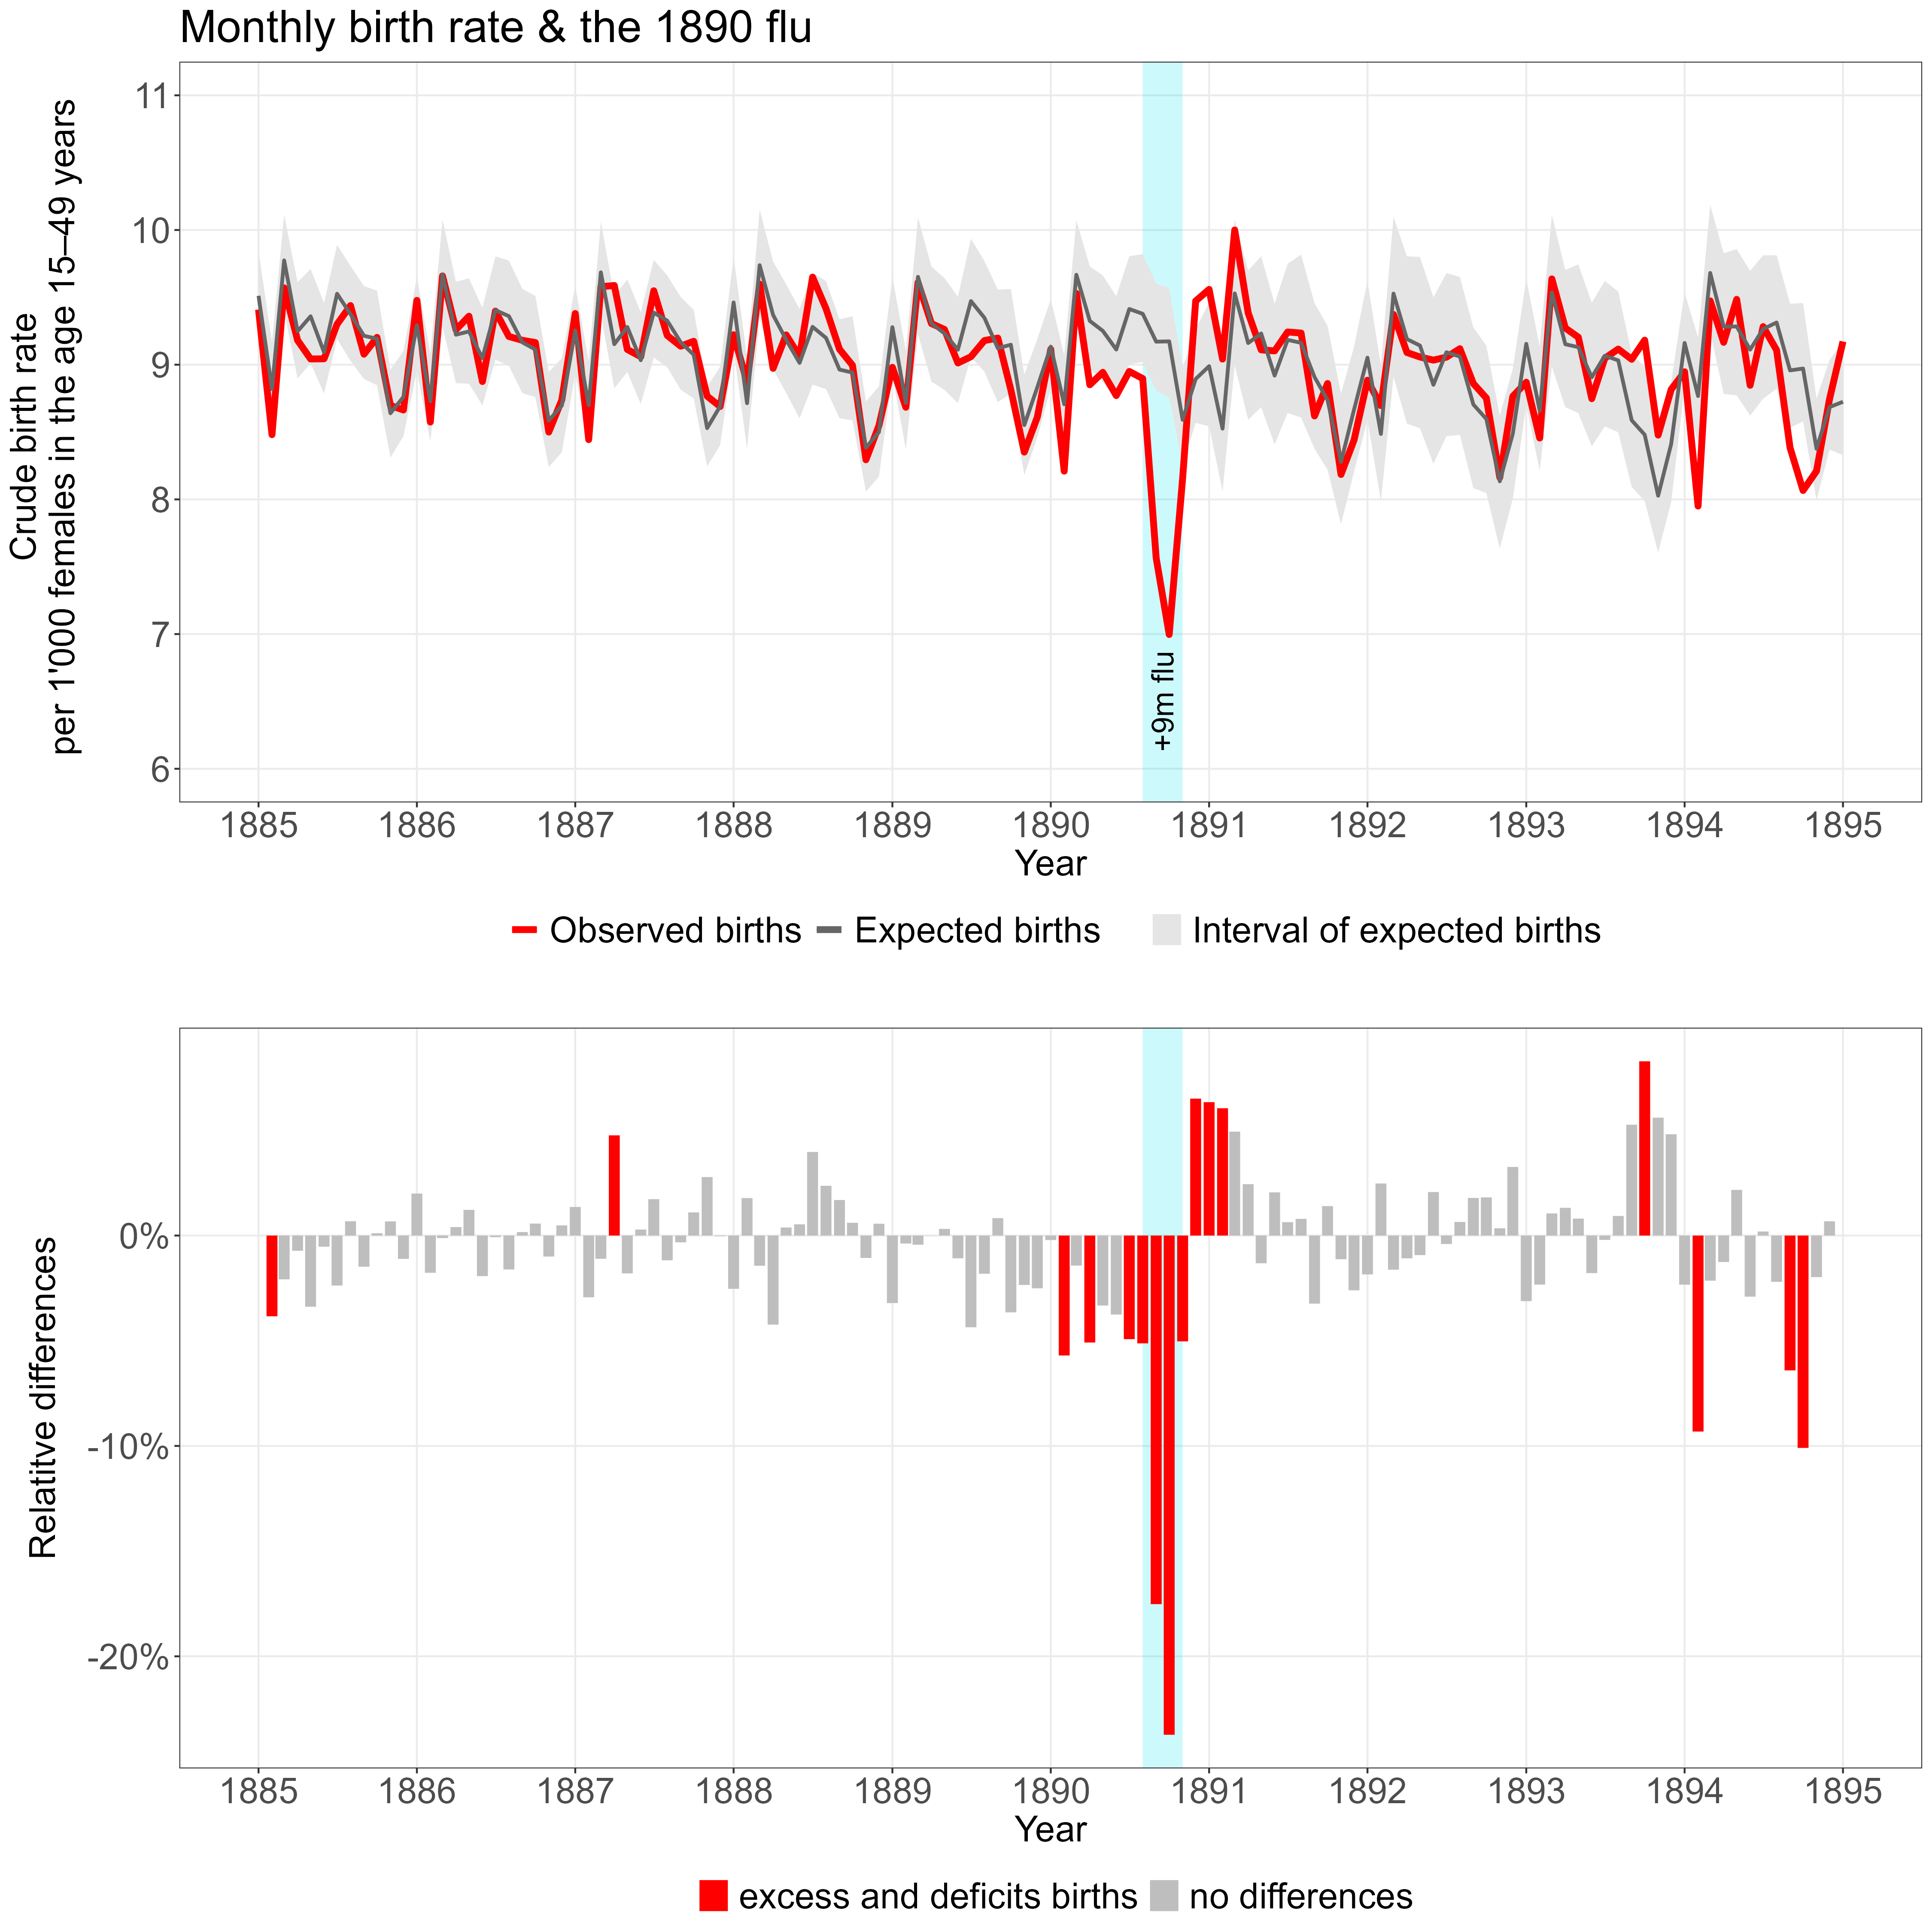 Monthly birth rate & the 1890 flu
Crude birth rate
per 1'000 females in the age 15–49 years
11
10
9
8
7
6
+9m flu
1885 1886 1887 1888 1889 1890 1891 1892 1893 1894 1895
Year
Observed births Expected births Interval of expected births
Relatitve differences
0%
-10%
-20%
1885 1886 1887 1888 1889 1890 1891 1892 1893 1894 1895
Year
excess and deficits births no differences